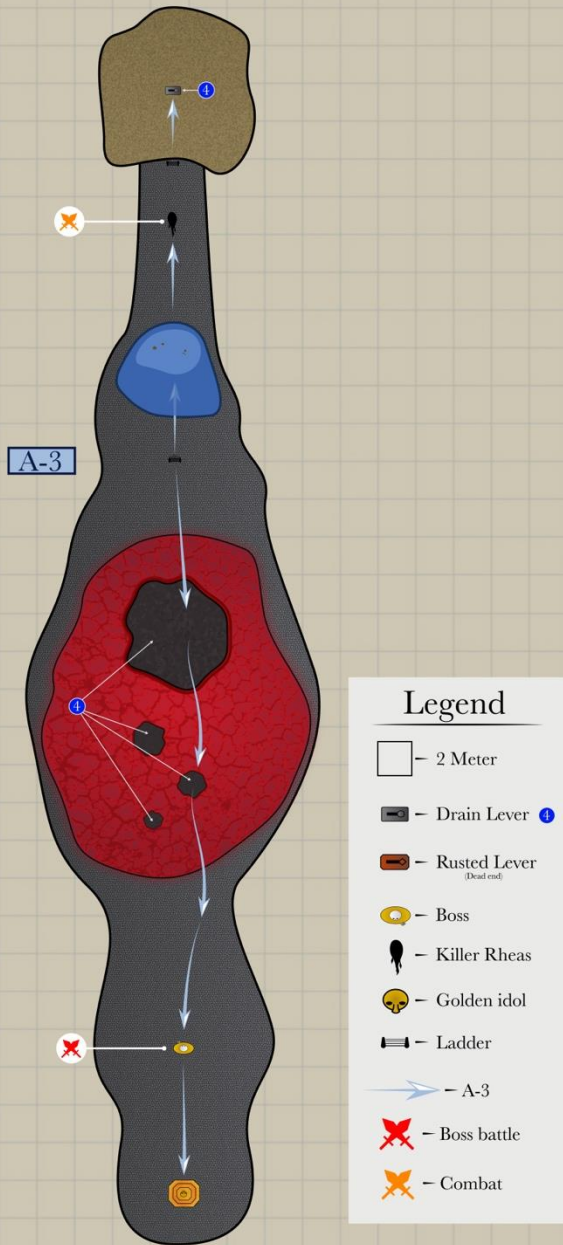 4
A-3
4
Legend
- 2 Meter
- Drain Lever 4
- Rusted Lever
(Dead end)
- Boss
- Killer Rheas
- Golden idol
- Ladder
- A-3
- Boss battle
- Combat